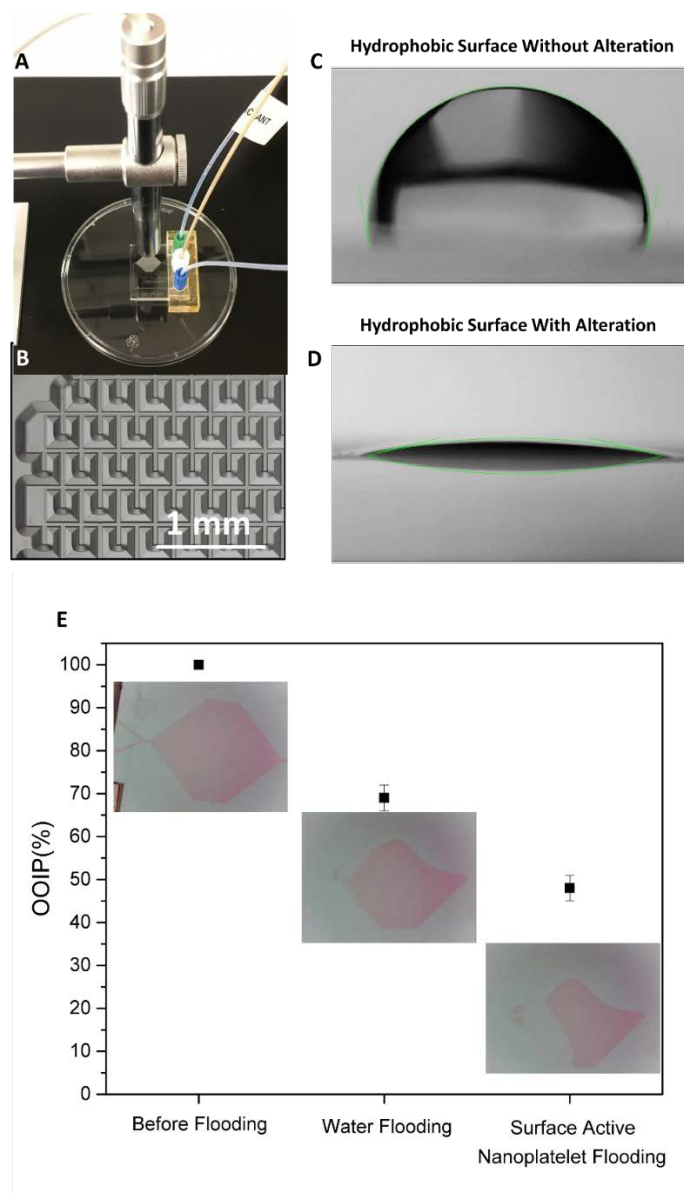 A
C ANT
B
1 mm
C
Hydrophobic Surface Without Alteration
D
Hydrophobic Surface With Alteration
E
OOIP(%)
100
90
80
70
60
50
40
30
20
10
0
Before Flooding
Water Flooding
Surface Active
Nanoplatelet Flooding